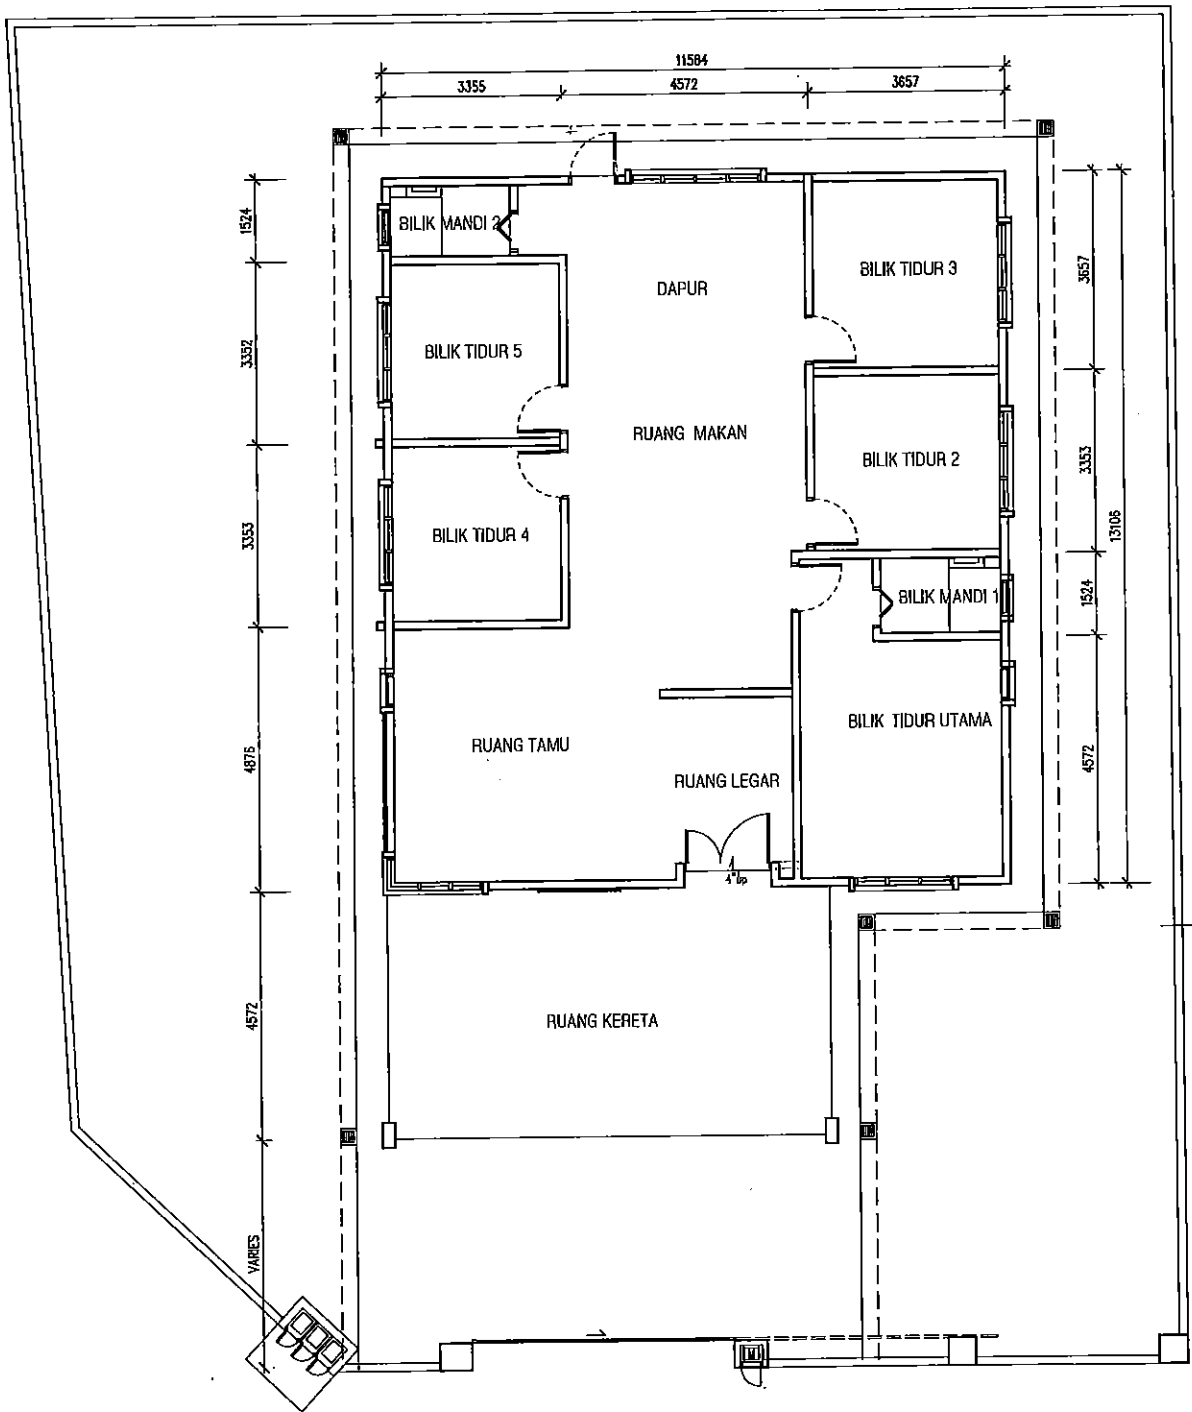 11584
3355
4572
3657
1524
BILIK MANDI 2
BILIK TIDUR 3
3657
DAPUR
3352
BILIK TIDUR 5
RUANG MAKAN
BILIK TIDUR 2
3353
13106
3353
BILIK TIDUR 4
BILIK MANDI 1
1524
BILIK TIDUR UTAMA
4572
4876
RUANG TAMU
RUANG LEGAR
4572
RUANG KERETA
VARIES
M